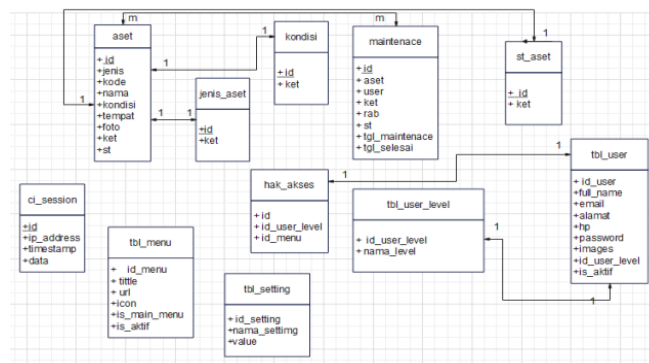 aset
+ id
+ jenis
+ kode
+ nama
+ kondisi
+ tempat
+ foto
+ ket
+ st
m
m
1
1
1
1
1
1
kondisi
+ id
+ ket
jenis_aset
+id
+ket
maintenace
+ id
+ aset
+ user
+ ket
+ rab
+ st
+ tgl_maintenace
+ tgl_selesai
st_aset
+ id
+ ket
tbl_user
+ id_user
+ full_name
+ email
+ alamat
+ hp
+ password
+ images
+ id_user_level
+ is_aktif
1
1
1
1
hak_akses
+ id
+ id_user_level
+ id_menu
tbl_user_level
+ id_user_level
+ nama_level
ci_session
+id
+ip_address
+timestamp
+data
tbl_menu
+ id_menu
+ tittle
+ url
+icon
+is_main_menu
+is_aktif
tbl_setting
+ id_setting
+nama_settimg
+value